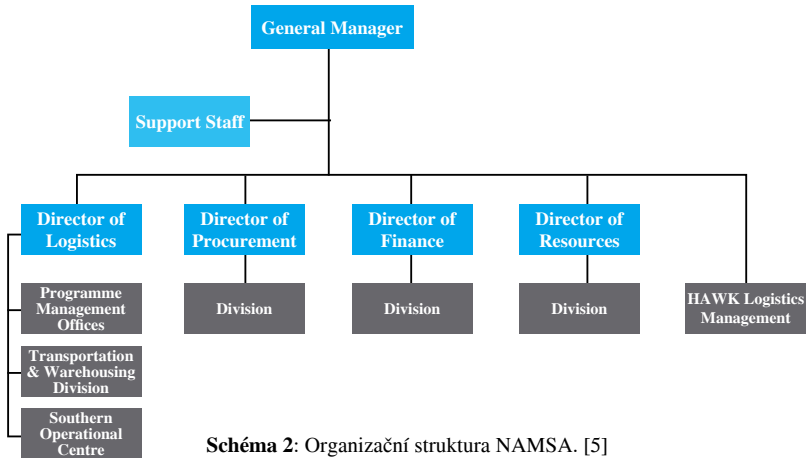 General Manager
Support Staff
Director of
Logistics
Director of
Procurement
Director of
Finance
Director of
Resources
Programme
Management
Offices
Division
Division
Division
HAWK Logistics
Management
Transportation
& Warehousing
Division
Southern
Operational
Centre
Schéma 2: Organizační struktura NAMSA. [5]